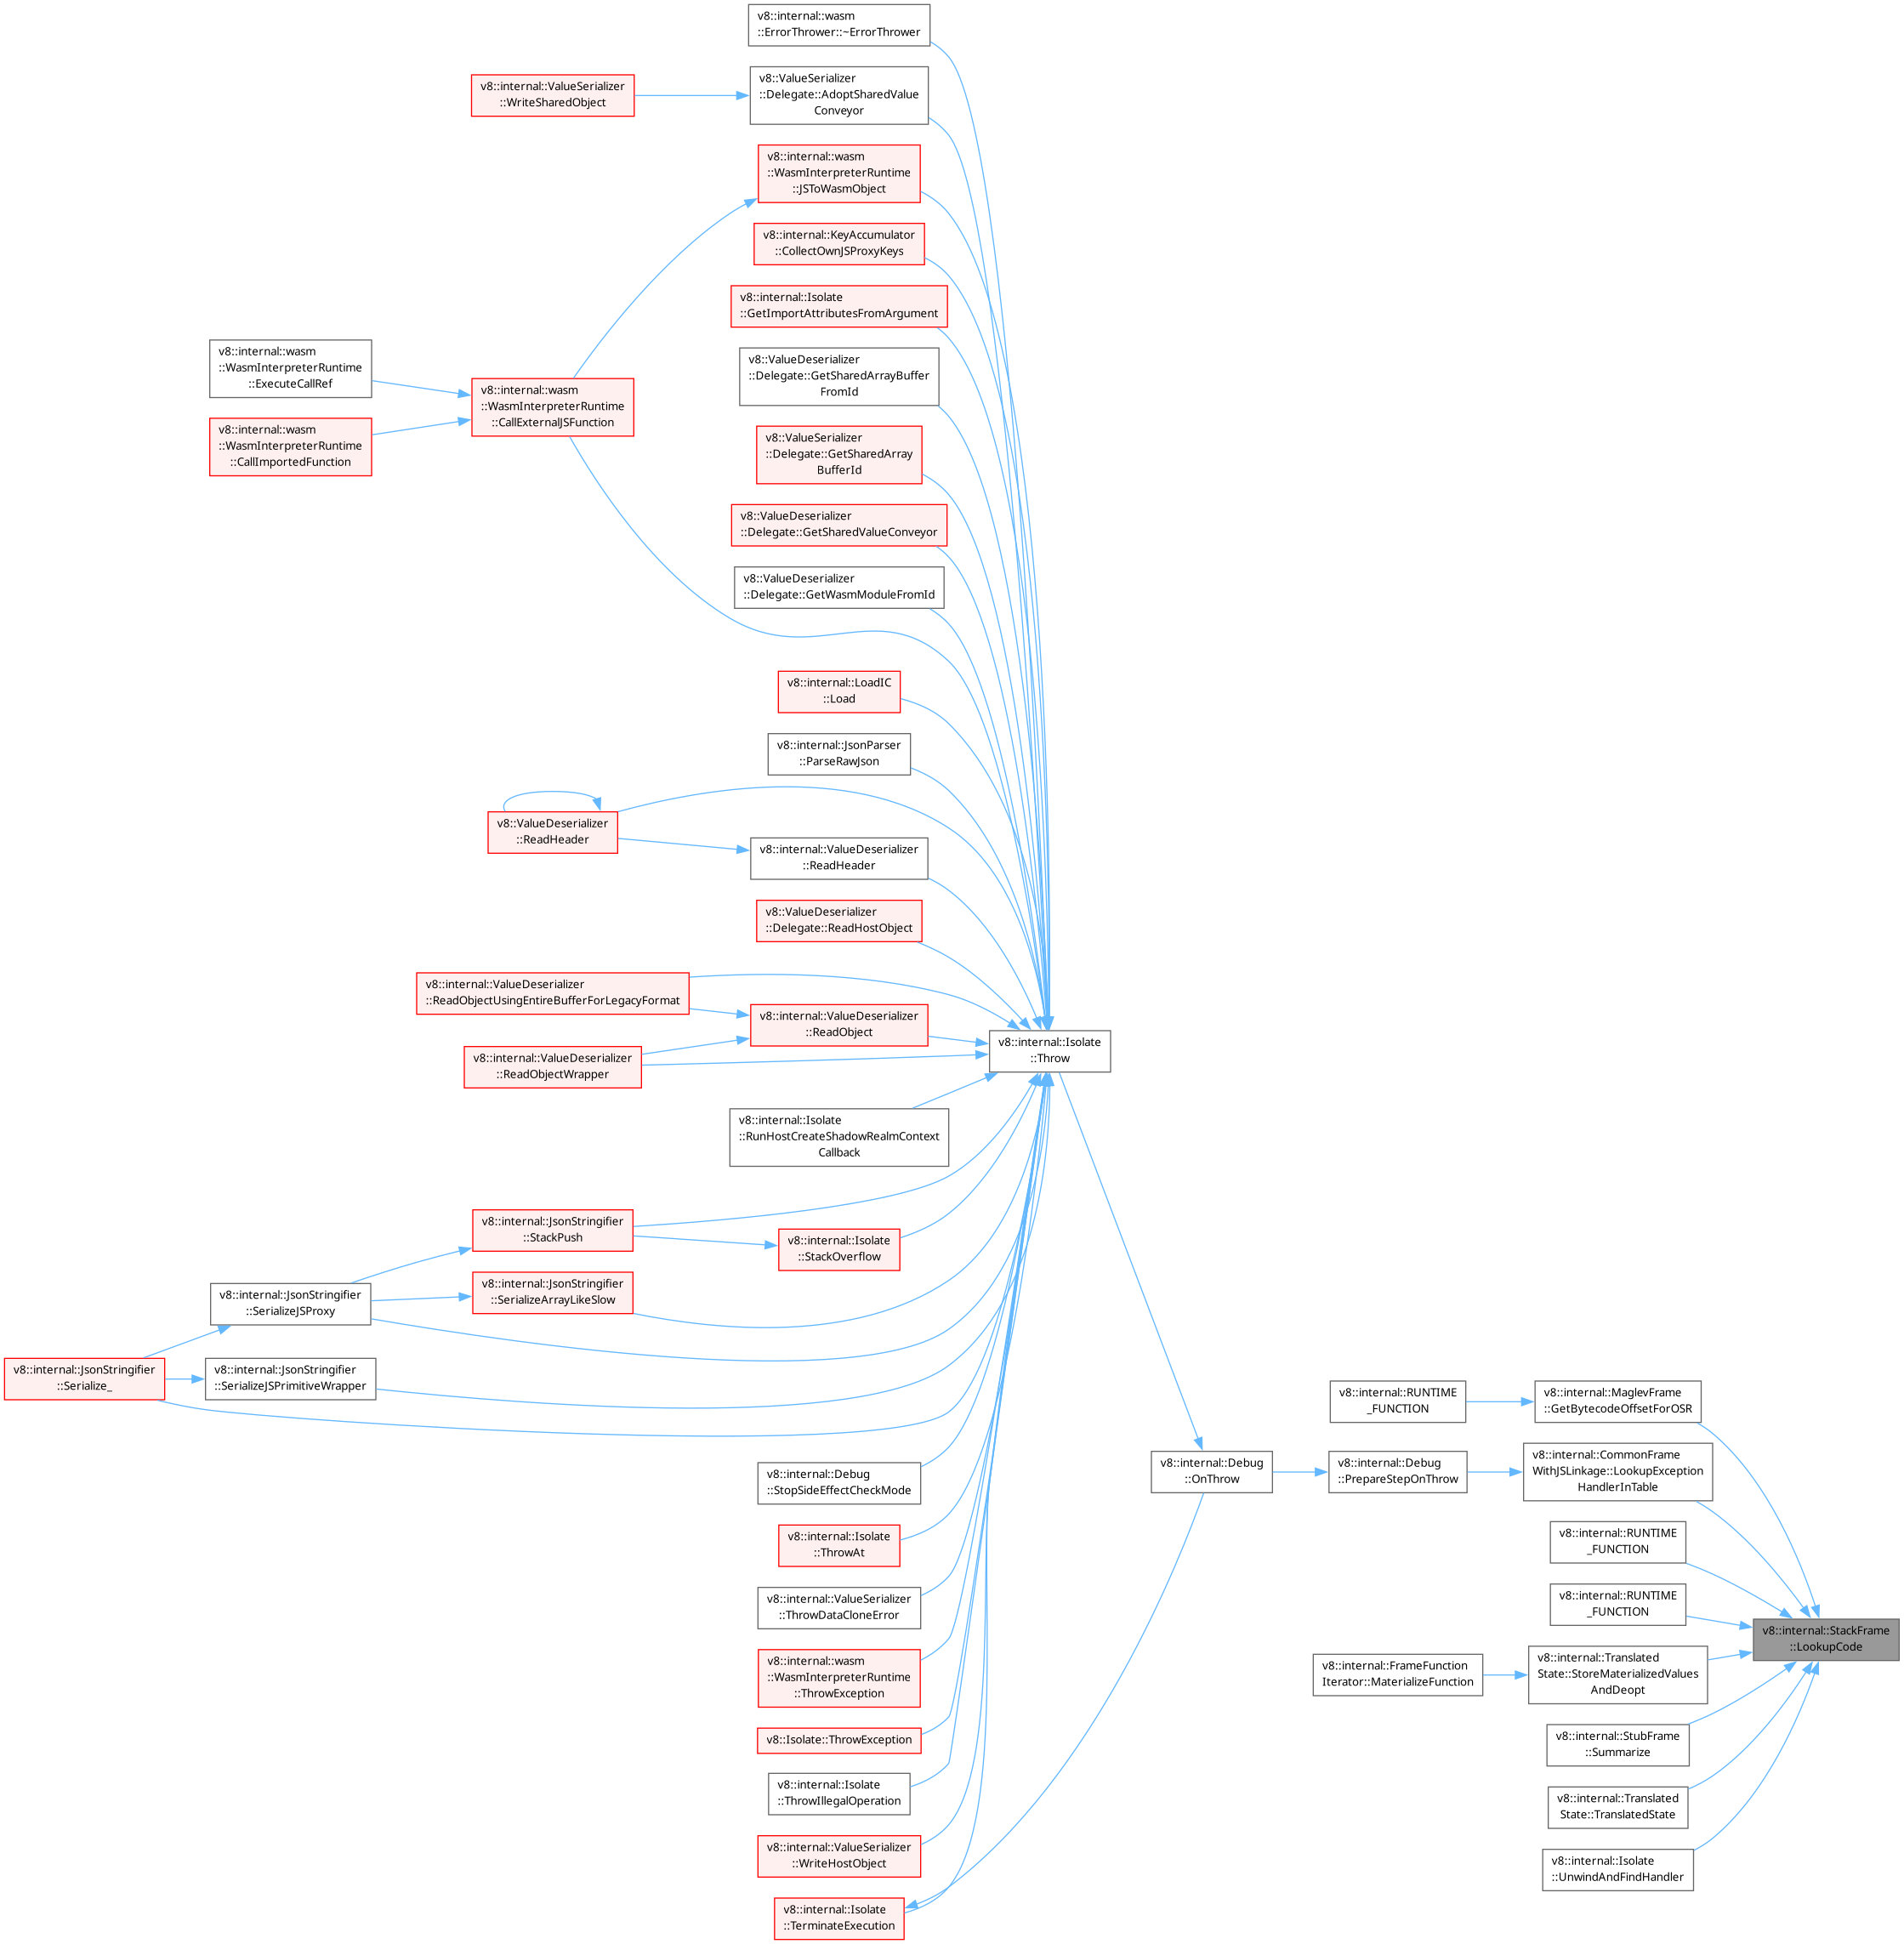 v8::internal::wasm
::ErrorThrower::~ErrorThrower
v8::internal::ValueSerializer
::WriteSharedObject
v8::ValueSerializer
::Delegate::AdoptSharedValue
Conveyor
v8::internal::wasm
::WasmInterpreterRuntime
::JSToWasmObject
v8::internal::KeyAccumulator
::CollectOwnJSProxyKeys
v8::internal::Isolate
::GetImportAttributesFromArgument
v8::internal::wasm
::WasmInterpreterRuntime
::ExecuteCallRef
v8::internal::wasm
::WasmInterpreterRuntime
::CallImportedFunction
v8::internal::wasm
::WasmInterpreterRuntime
::CallExternalJSFunction
v8::ValueDeserializer
::Delegate::GetSharedArrayBuffer
FromId
v8::ValueSerializer
::Delegate::GetSharedArray
BufferId
v8::ValueDeserializer
::Delegate::GetSharedValueConveyor
v8::ValueDeserializer
::Delegate::GetWasmModuleFromId
v8::internal::LoadIC
::Load
v8::internal::JsonParser
::ParseRawJson
v8::ValueDeserializer
::ReadHeader
v8::internal::ValueDeserializer
::ReadHeader
v8::ValueDeserializer
::Delegate::ReadHostObject
v8::internal::ValueDeserializer
::ReadObjectUsingEntireBufferForLegacyFormat
v8::internal::ValueDeserializer
::ReadObject
v8::internal::ValueDeserializer
::ReadObjectWrapper
v8::internal::Isolate
::Throw
v8::internal::Isolate
::RunHostCreateShadowRealmContext
Callback
v8::internal::JsonStringifier
::StackPush
v8::internal::Isolate
::StackOverflow
v8::internal::JsonStringifier
::SerializeJSProxy
v8::internal::JsonStringifier
::SerializeArrayLikeSlow
v8::internal::JsonStringifier
::Serialize_
v8::internal::JsonStringifier
::SerializeJSPrimitiveWrapper
v8::internal::Debug
::StopSideEffectCheckMode
v8::internal::Isolate
::ThrowAt
v8::internal::ValueSerializer
::ThrowDataCloneError
v8::internal::wasm
::WasmInterpreterRuntime
::ThrowException
v8::Isolate::ThrowException
v8::internal::Isolate
::ThrowIllegalOperation
v8::internal::ValueSerializer
::WriteHostObject
v8::internal::Isolate
::TerminateExecution
v8::internal::Debug
::OnThrow
v8::internal::RUNTIME
_FUNCTION
v8::internal::MaglevFrame
::GetBytecodeOffsetForOSR
v8::internal::Debug
::PrepareStepOnThrow
v8::internal::CommonFrame
WithJSLinkage::LookupException
HandlerInTable
v8::internal::RUNTIME
_FUNCTION
v8::internal::RUNTIME
_FUNCTION
v8::internal::StackFrame
::LookupCode
v8::internal::FrameFunction
Iterator::MaterializeFunction
v8::internal::Translated
State::StoreMaterializedValues
AndDeopt
v8::internal::StubFrame
::Summarize
v8::internal::Translated
State::TranslatedState
v8::internal::Isolate
::UnwindAndFindHandler